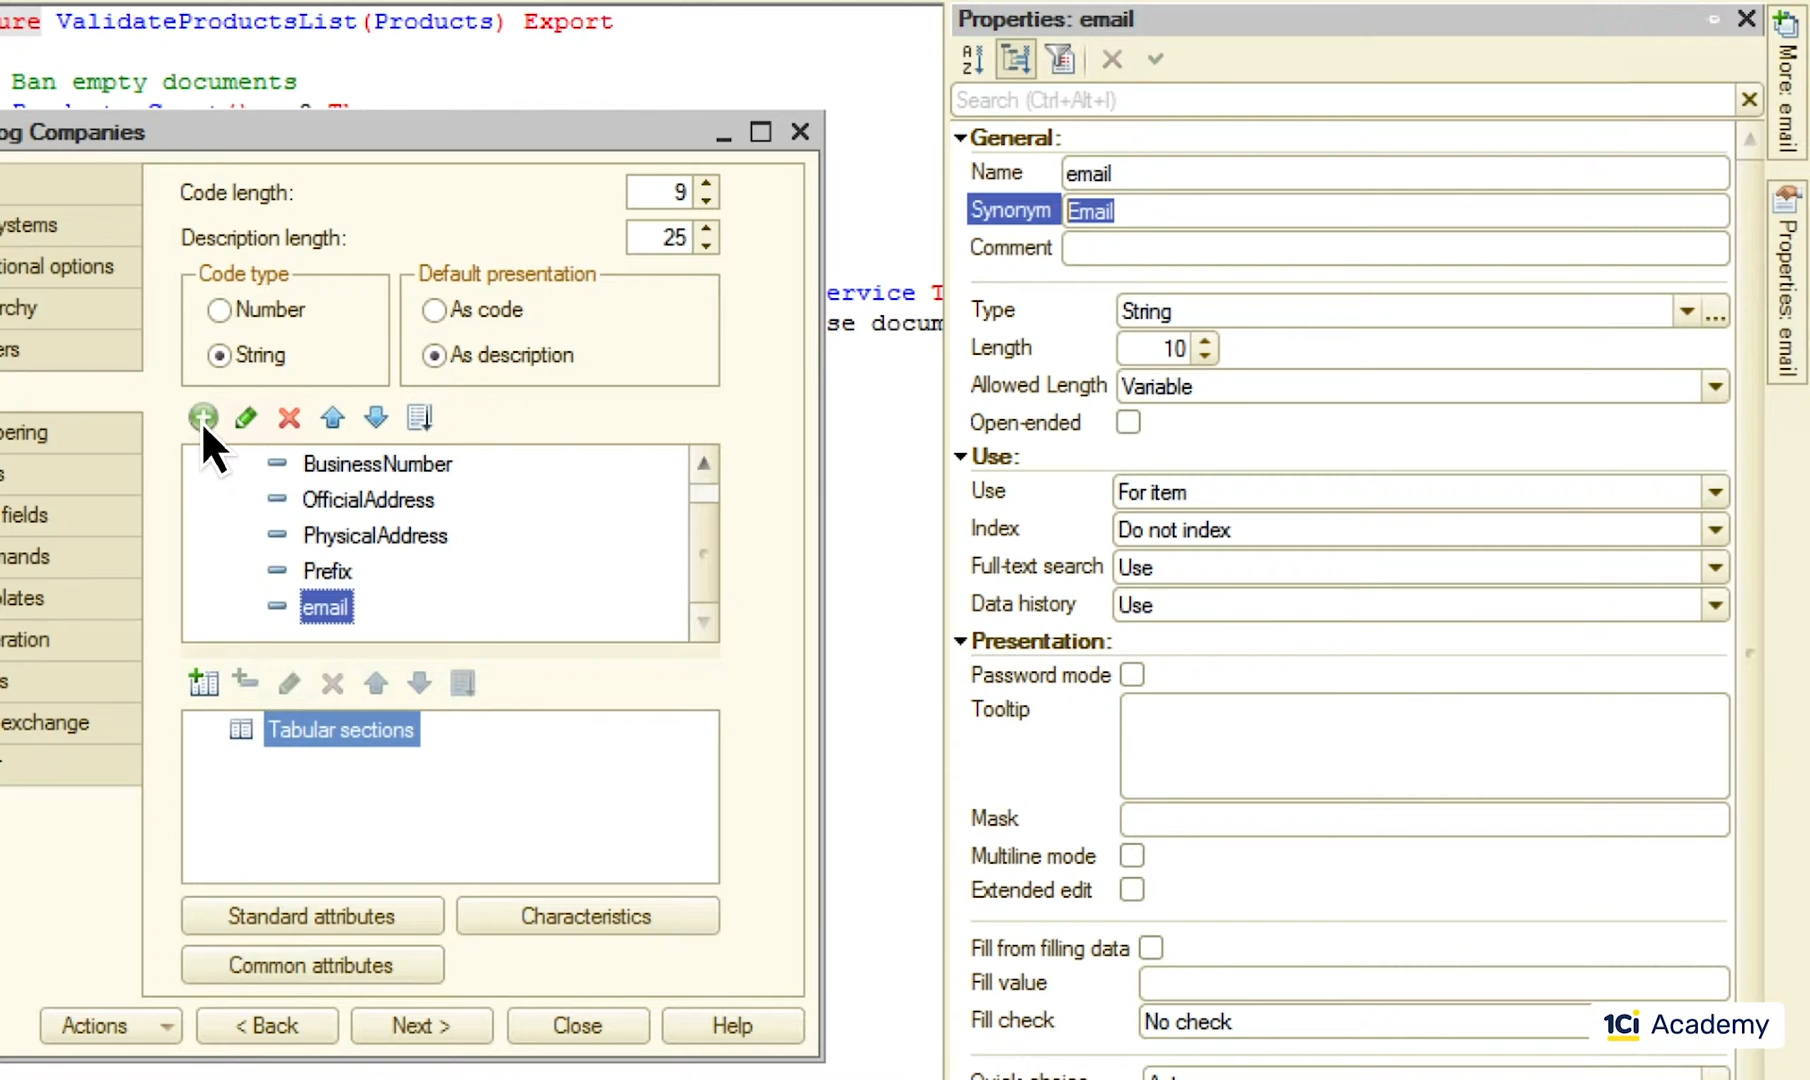 ure ValidateProductsList(Products) Export
Ban empty documents
og Companies
Code length:
9
ystems
Description length:
25
tional options
Code type
Default presentation
rchy
Number
As code
ervice T
se docum
ers
String
As description
ering
BusinessNumber
s
OfficialAddress
fields
PhysicalAddress
mands
Prefix
lates
email
ration
s
exchange
Tabular sections
Standard attributes
Characteristics
Common attributes
Actions
< Back
Next >
Close
Help
Properties: email
Search (Ctrl+Alt+I)
General:
Name
email
Synonym
Email
Comment
Type
String
...
Length
10
Allowed Length
Variable
Open-ended
Use:
Use
For item
Index
Do not index
Full-text search
Use
Data history
Use
Presentation:
Password mode
Tooltip
Mask
Multiline mode
Extended edit
Fill from filling data
Fill value
Fill check
No check
More: email
Properties: email
1Ci Academy